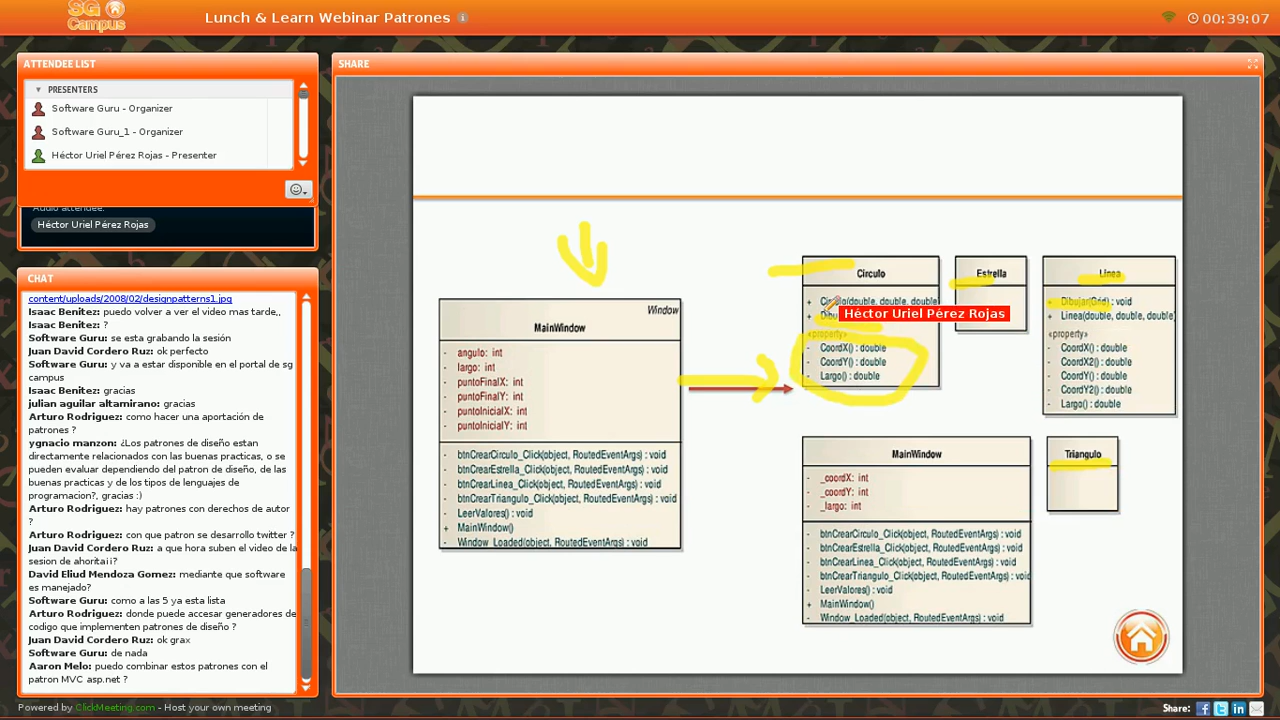 SG Campus
Lunch & Learn Webinar Patrones
00:39:07
ATTENDEE LIST
PRESENTERS
Software Guru - Organizer
Software Guru_1 - Organizer
Héctor Uriel Pérez Rojas - Presenter
Audio attendee:
Héctor Uriel Pérez Rojas
CHAT
content/uploads/2008/02/designpatterns1.jpg
Isaac Benitez: puedo volver a ver el video mas tarde,,
Isaac Benitez: ?
Software Guru: se esta grabando la sesión
Juan David Cordero Ruz: ok perfecto
Software Guru: y va a estar disponible en el portal de sg
campus
Isaac Benitez: gracias
julian aguilar altamirano: gracias
Arturo Rodriguez: como hacer una aportación de
patrones ?
ygnacio manzon: ¿Los patrones de diseño estan
directamente relacionados con las buenas practicas, o se
pueden evaluar dependiendo del patron de diseño, de las
buenas practicas y de los tipos de lenguajes de
programacion?, gracias :)
Arturo Rodriguez: hay patrones con derechos de autor
?
Arturo Rodriguez: con que patron se desarrollo twitter ?
Juan David Cordero Ruz: a que hora suben el video de la
sesion de ahorita¡¡?
David Eliud Mendoza Gomez: mediante que software
es manejado?
Software Guru: como a las 5 ya esta lista
Arturo Rodriguez: donde puede accesar generadores de
codigo que implementen patrones de diseño ?
Juan David Cordero Ruz: ok grax
Software Guru: de nada
Aaron Melo: puedo combinar estos patrones con el
patron MVC asp.net ?
SHARE
Window
MainWindow
- angulo: int
- largo: int
- puntoFinalX: int
- puntoFinalY: int
- puntoInicialX: int
- puntoInicialY: int
- btnCrearCirculo_Click(object, RoutedEventArgs) : void
- btnCrearEstrella_Click(object, RoutedEventArgs) : void
- btnCrearLinea_Click(object, RoutedEventArgs) : void
- btnCrearTriangulo_Click(object, RoutedEventArgs) : void
- LeerValores() : void
+ MainWindow()
- Window_Loaded(object, RoutedEventArgs) : void
Circulo
+ Circulo(double, double, double
+ Dibu
Héctor Uriel Pérez Rojas
«property»
- CoordX() : double
- CoordY() : double
- Largo() : double
Estrella
Linea
+ Dibujar(Grid) : void
+ Linea(double, double, double
«property»
- CoordX() : double
- CoordX2() : double
- CoordY() : double
- CoordY2() : double
- Largo() : double
MainWindow
- _coordX: int
- _coordY: int
- _largo: int
- btnCrearCirculo_Click(object, RoutedEventArgs) : void
- btnCrearEstrella_Click(object, RoutedEventArgs) : void
- btnCrearLinea_Click(object, RoutedEventArgs) : void
- btnCrearTriangulo_Click(object, RoutedEventArgs) : void
- LeerValores() : void
+ MainWindow()
- Window_Loaded(object, RoutedEventArgs) : void
Triangulo
Powered by ClickMeeting.com - Host your own meeting
Share: